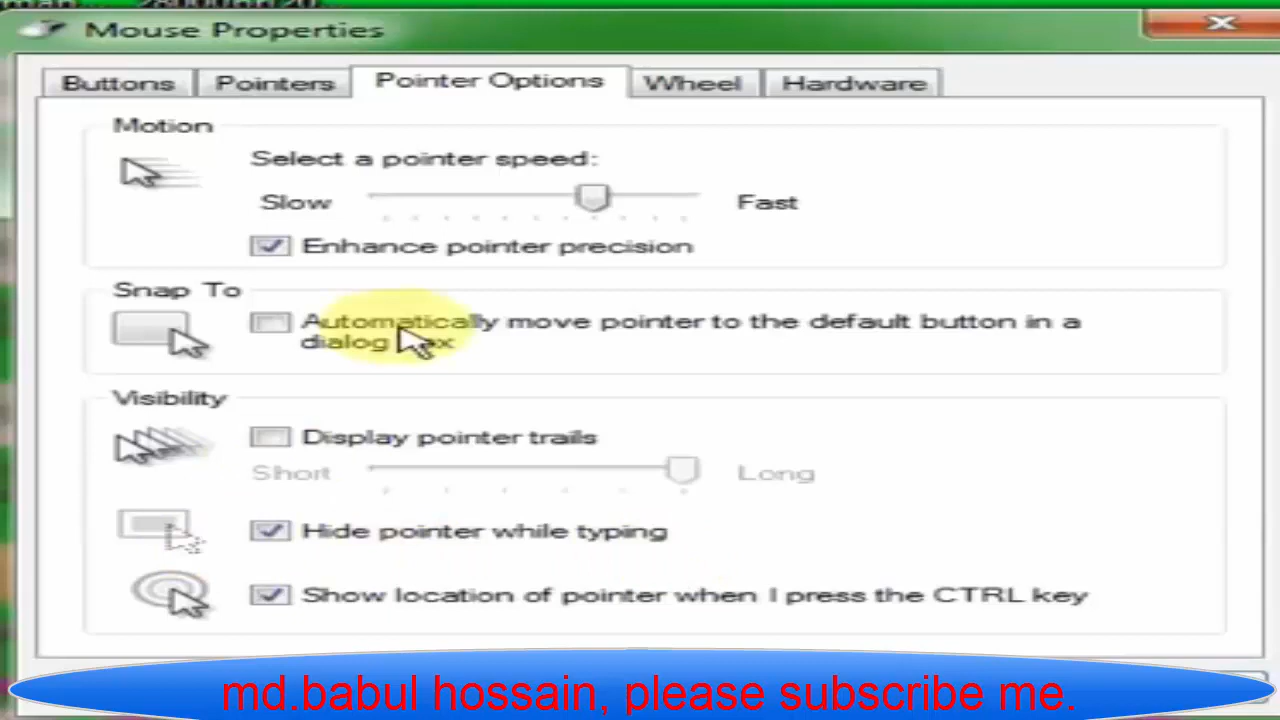 Mouse Properties
Buttons Pointers Pointer Options Wheel Hardware
Motion
Select a pointer speed:
Slow Fast
Enhance pointer precision
Snap To
Automatically move pointer to the default button in a
dialog
Visibility
Display pointer trails
Short Long
Hide pointer while typing
Show location of pointer when I press the CTRL key
md.babul hossain, please subscribe me.